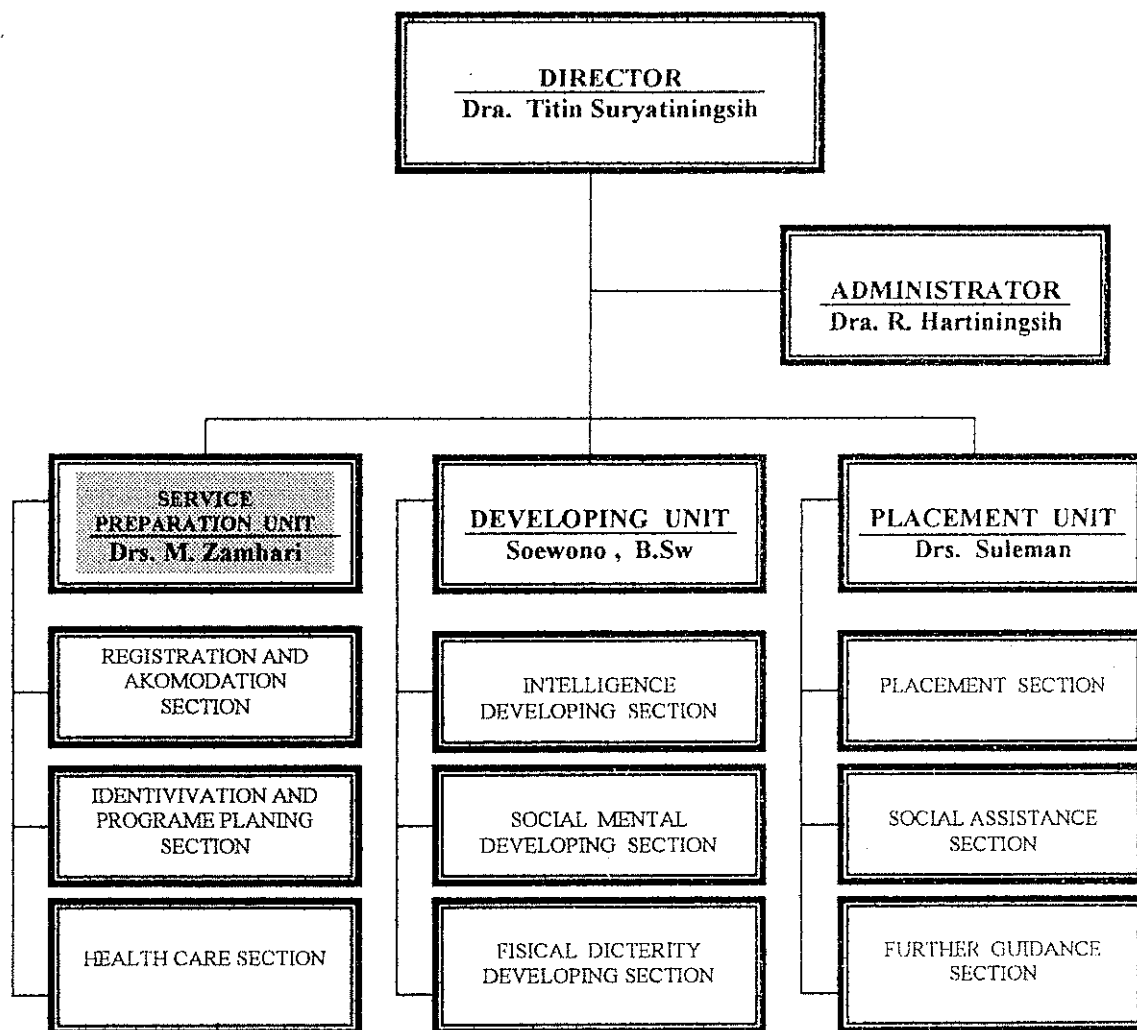 DIRECTOR
Dra. Titin Suryatiningsih
ADMINISTRATOR
Dra. R. Hartiningsih
SERVICE
PREPARATION UNIT
Drs. M. Zamhari
DEVELOPING UNIT
Soewono , B.Sw
PLACEMENT UNIT
Drs. Suleman
REGISTRATION AND
AKOMODATION
SECTION
INTELLIGENCE
DEVELOPING SECTION
PLACEMENT SECTION
IDENTIVIVATION AND
PROGRAME PLANING
SECTION
SOCIAL MENTAL
DEVELOPING SECTION
SOCIAL ASSISTANCE
SECTION
HEALTH CARE SECTION
FISICAL DICTERITY
DEVELOPING SECTION
FURTHER GUIDANCE
SECTION